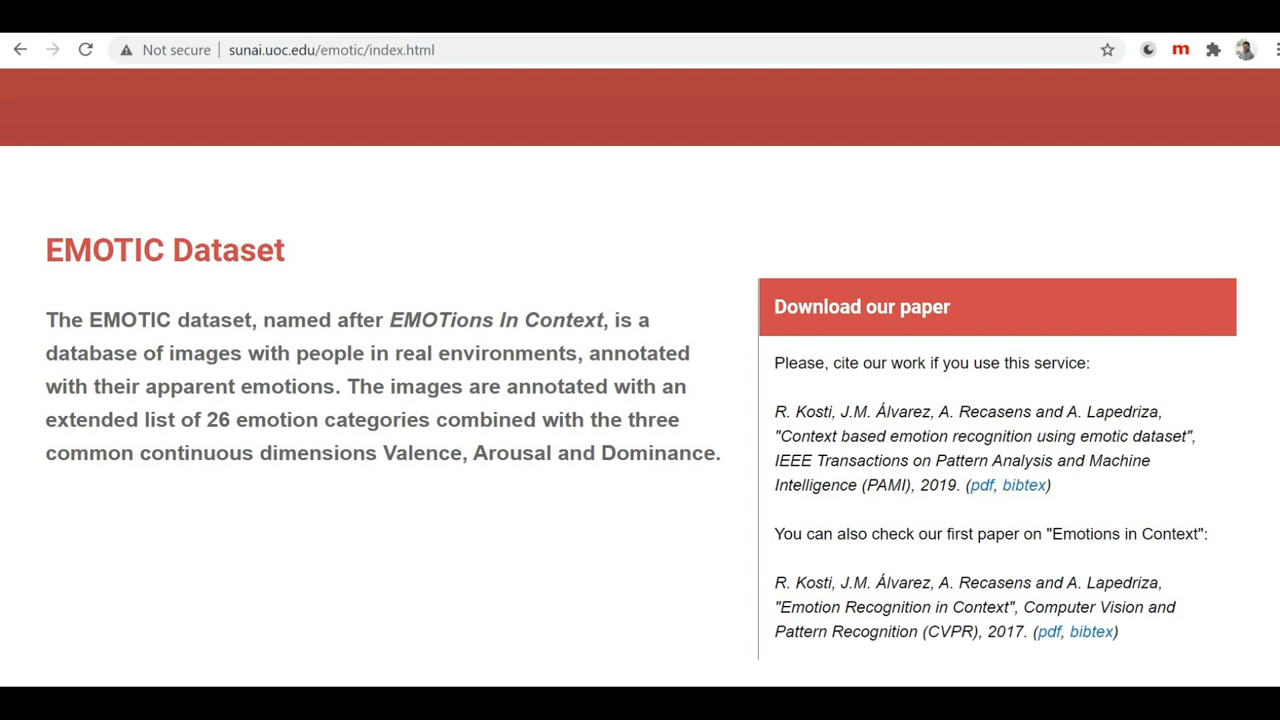 Not secure
sunai.uoc.edu/emotic/index.html
m
EMOTIC Dataset
The EMOTIC dataset, named after EMOTions In Context, is a
database of images with people in real environments, annotated
with their apparent emotions. The images are annotated with an
extended list of 26 emotion categories combined with the three
common continuous dimensions Valence, Arousal and Dominance.
Download our paper
Please, cite our work if you use this service:
R. Kosti, J.M. Álvarez, A. Recasens and A. Lapedriza,
"Context based emotion recognition using emotic dataset",
IEEE Transactions on Pattern Analysis and Machine
Intelligence (PAMI), 2019. (pdf, bibtex)
You can also check our first paper on "Emotions in Context":
R. Kosti, J.M. Álvarez, A. Recasens and A. Lapedriza,
"Emotion Recognition in Context", Computer Vision and
Pattern Recognition (CVPR), 2017. (pdf, bibtex)